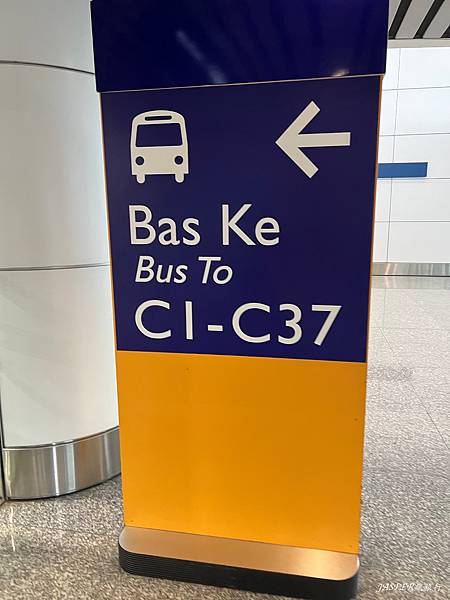 Bas Ke
Bus To
C1-C37